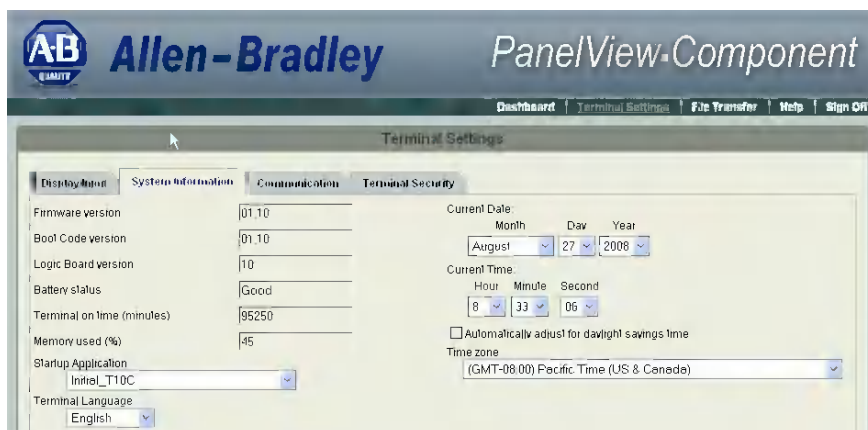 A-B
QUALITY
Allen-Bradley
PanelView Component
Dashboard | Terminal Settings | File Transfer | Help | Sign Off
Terminal Settings
Display/Input
System Information
Communication
Terminal Security
Firmware version 01.10
Boot Code version 01.10
Logic Board version 10
Battery status Good
Terminal on time (minutes) 95250
Memory used (%) 45
Startup Application
Initial_T10C
Terminal Language
English
Current Date:
Month Day Year
August 27 2008
Current Time:
Hour Minute Second
8 33 06
Automatically adjust for daylight savings time
Time zone
(GMT-08:00) Pacific Time (US & Canada)